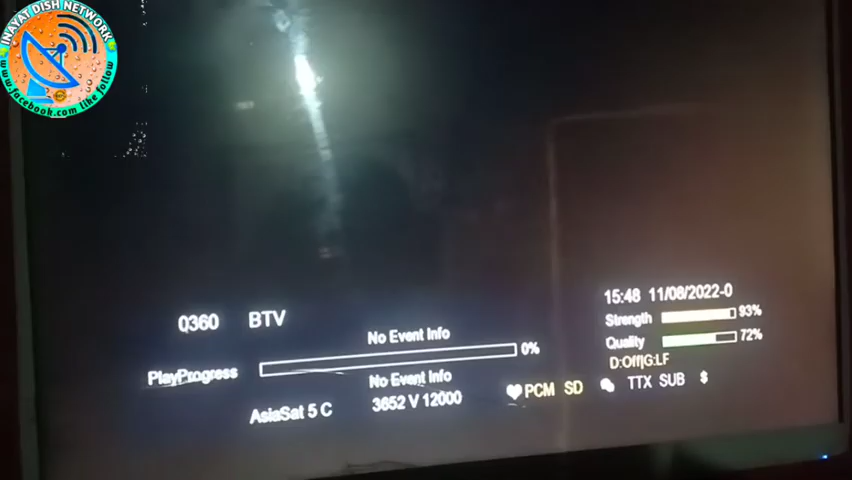 INAYAT DISH NETWORK
www.facebook.com like follow
15:48 11/08/2022-0
0360 BTV
Strength 93%
No Event Info
Quality 72%
PlayProgress 0%
D:Off|G:LF
No Event Info
AsiaSat 5 C 3652 V 12000 PCM SD TTX SUB $